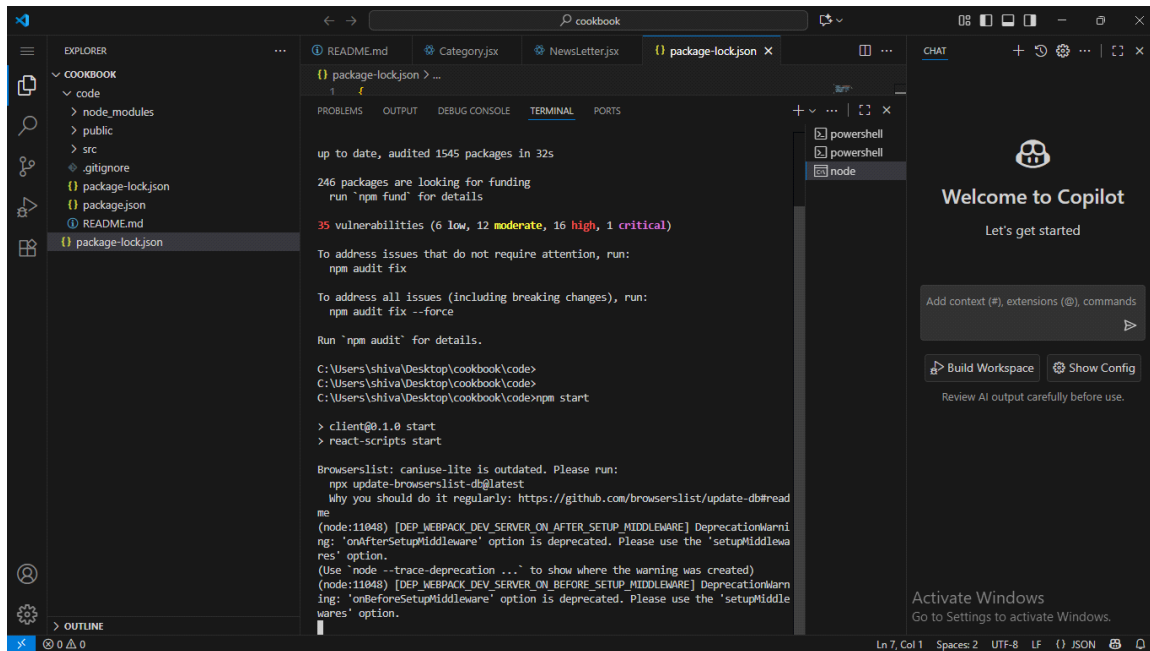 cookbook
EXPLORER
README.md
Category.jsx
NewsLetter.jsx
{} package-lock.json
CHAT
COOKBOOK
code
node_modules
public
src
.gitignore
{} package-lock.json
{} package.json
README.md
{} package-lock.json
OUTLINE
{} package-lock.json > ...
1 {
PROBLEMS OUTPUT DEBUG CONSOLE TERMINAL PORTS
powershell
powershell
node
up to date, audited 1545 packages in 32s
246 packages are looking for funding
run `npm fund` for details
35 vulnerabilities (6 low, 12 moderate, 16 high, 1 critical)
To address issues that do not require attention, run:
npm audit fix
To address all issues (including breaking changes), run:
npm audit fix --force
Run `npm audit` for details.
C:\Users\shiva\Desktop\cookbook\code>
C:\Users\shiva\Desktop\cookbook\code>
C:\Users\shiva\Desktop\cookbook\code>npm start
> client@0.1.0 start
> react-scripts start
Browserslist: caniuse-lite is outdated. Please run:
npx update-browserslist-db@latest
Why you should do it regularly: https://github.com/browserslist/update-db#read
me
(node:11048) [DEP_WEBPACK_DEV_SERVER_ON_AFTER_SETUP_MIDDLEWARE] DeprecationWarni
ng: 'onAfterSetupMiddleware' option is deprecated. Please use the 'setupMiddlewa
res' option.
(Use `node --trace-deprecation ...` to show where the warning was created)
(node:11048) [DEP_WEBPACK_DEV_SERVER_ON_BEFORE_SETUP_MIDDLEWARE] DeprecationWarn
ing: 'onBeforeSetupMiddleware' option is deprecated. Please use the 'setupMiddle
wares' option.
Welcome to Copilot
Let's get started
Add context (#), extensions (@), commands
Build Workspace
Show Config
Review AI output carefully before use.
Activate Windows
Go to Settings to activate Windows.
0 0
Ln 7, Col 1 Spaces: 2 UTF-8 LF {} JSON